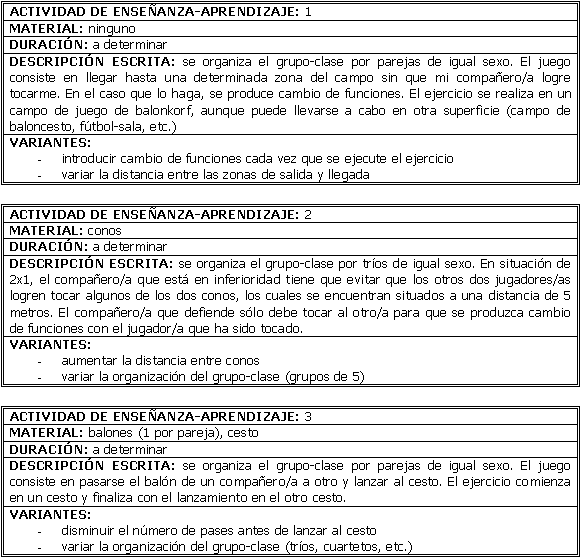 ACTIVIDAD DE ENSEÑANZA-APRENDIZAJE: 1
MATERIAL: ninguno
DURACIÓN: a determinar
DESCRIPCIÓN ESCRITA: se organiza el grupo-clase por parejas de igual sexo. El juego
consiste en llegar hasta una determinada zona del campo sin que mi compañero/a logre
tocarme. En el caso que lo haga, se produce cambio de funciones. El ejercicio se realiza en un
campo de juego de balonkorf, aunque puede llevarse a cabo en otra superficie (campo de
baloncesto, fútbol-sala, etc.)
VARIANTES:
- introducir cambio de funciones cada vez que se ejecute el ejercicio
- variar la distancia entre las zonas de salida y llegada
ACTIVIDAD DE ENSEÑANZA-APRENDIZAJE: 2
MATERIAL: conos
DURACIÓN: a determinar
DESCRIPCIÓN ESCRITA: se organiza el grupo-clase por tríos de igual sexo. En situación de
2x1, el compañero/a que está en inferioridad tiene que evitar que los otros dos jugadores/as
logren tocar algunos de los dos conos, los cuales se encuentran situados a una distancia de 5
metros. El compañero/a que defiende sólo debe tocar al otro/a para que se produzca cambio
de funciones con el jugador/a que ha sido tocado.
VARIANTES:
- aumentar la distancia entre conos
- variar la organización del grupo-clase (grupos de 5)
ACTIVIDAD DE ENSEÑANZA-APRENDIZAJE: 3
MATERIAL: balones (1 por pareja), cesto
DURACIÓN: a determinar
DESCRIPCIÓN ESCRITA: se organiza el grupo-clase por parejas de igual sexo. El juego
consiste en pasarse el balón de un compañero/a a otro y lanzar al cesto. El ejercicio comienza
en un cesto y finaliza con el lanzamiento en el otro cesto.
VARIANTES:
- disminuir el número de pases antes de lanzar al cesto
- variar la organización del grupo-clase (tríos, cuartetos, etc.)